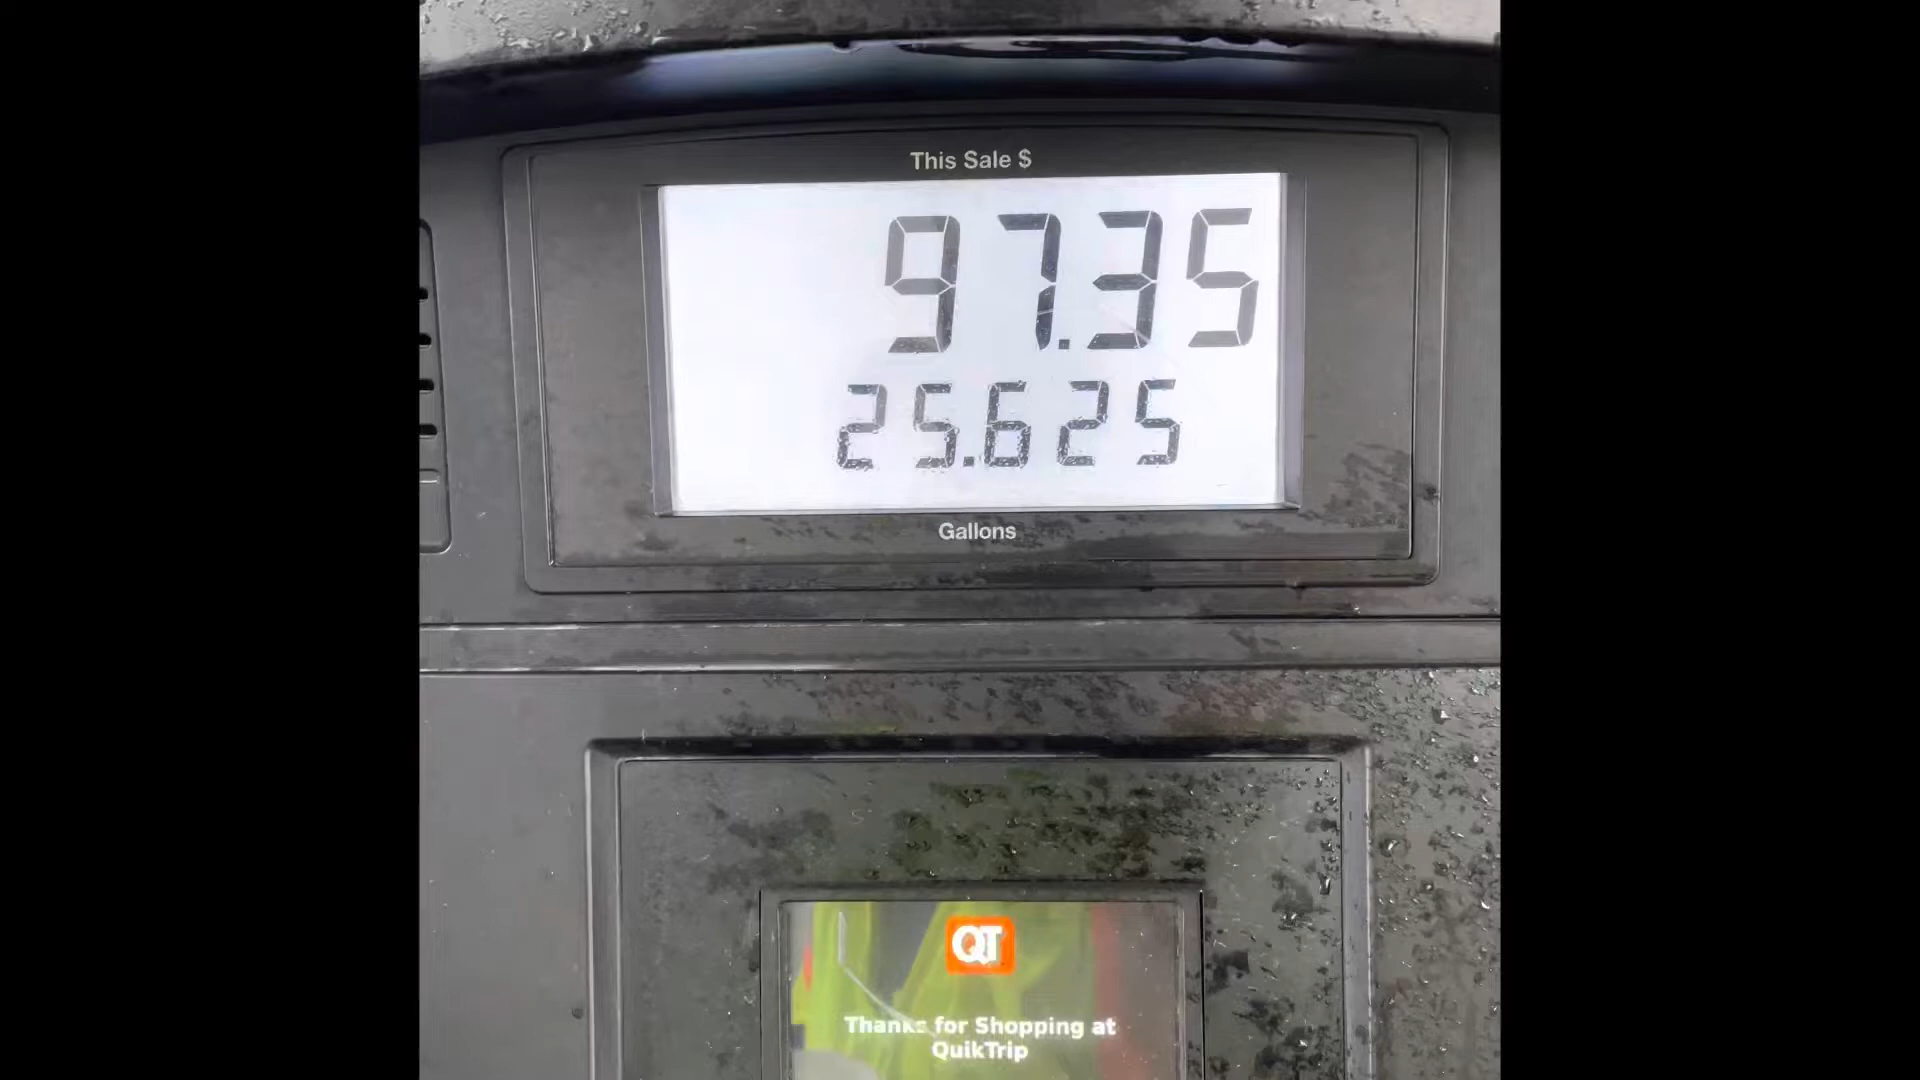 This Sale $
97.35
25.625
Gallons
QT
Thanks for Shopping at
QuikTrip